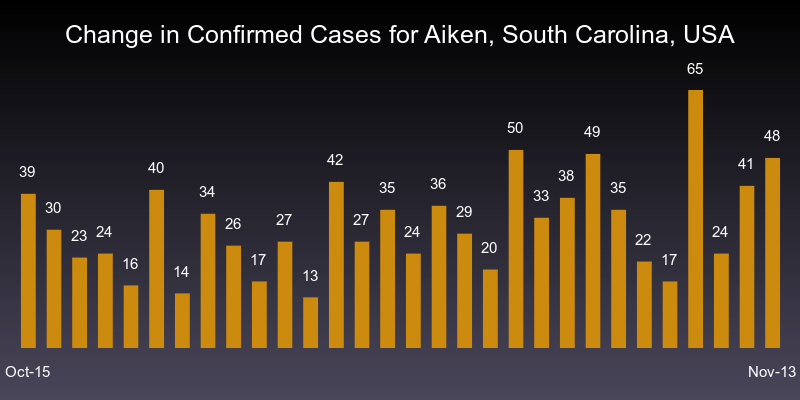 Change in Confirmed Cases for Aiken, South Carolina, USA
39 30 23 24 16 40 14 34 26 17 27 13 42 27 35 24 36 29 20 50 33 38 49 35 22 17 65 24 41 48
Oct-15 Nov-13